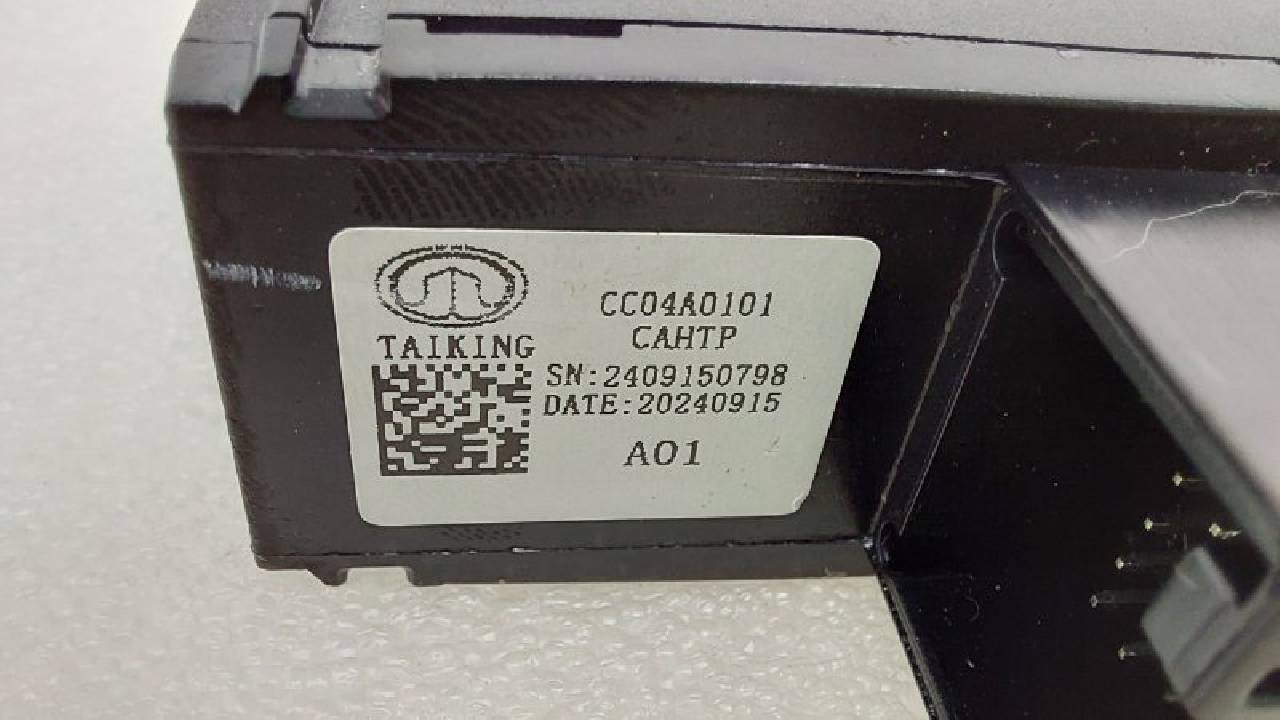 TAIKING
CC04A0101
CAHTP
SN:2409150798
DATE:20240915
A01